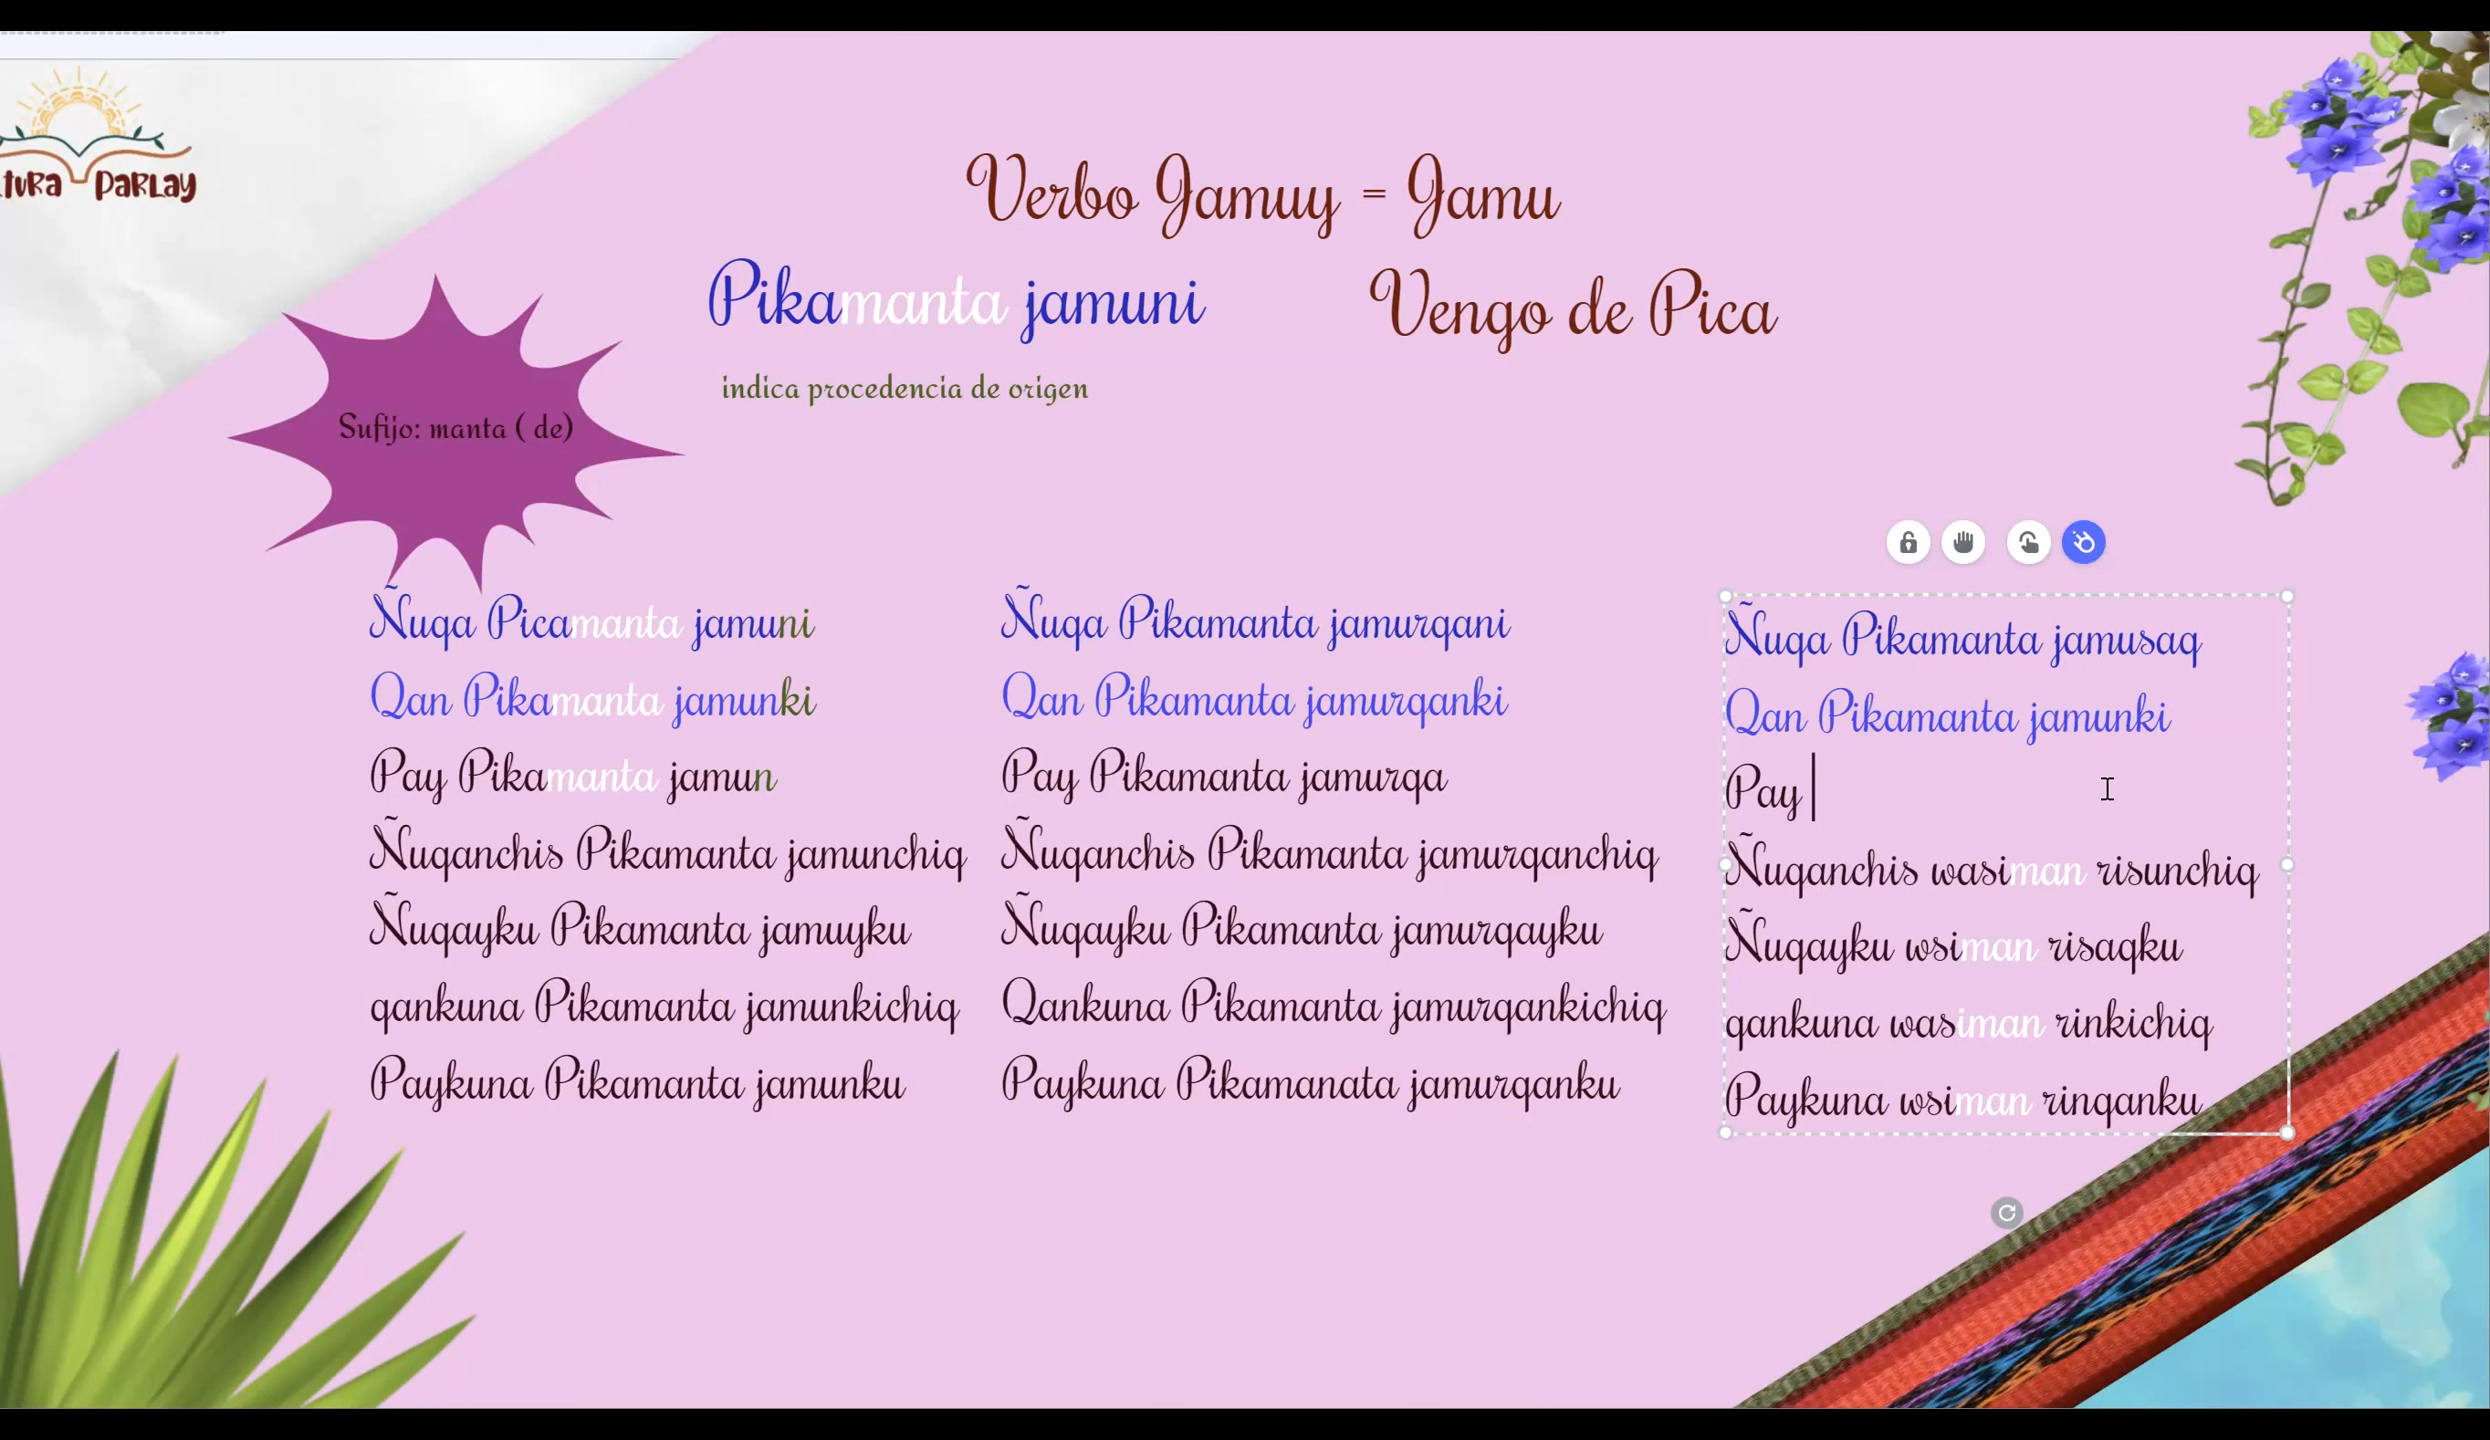 tuRa PaRLay
Verbo Jamuy = Jamu
Pikamanta jamuni
Vengo de Pica
indica procedencia de origen
Sufijo: manta ( de)
Ñuqa Picamanta jamuni
Qan Pikamanta jamunki
Pay Pikamanta jamun
Ñuqanchis Pikamanta jamunchiq
Ñuqayku Pikamanta jamuyku
qankuna Pikamanta jamunkichiq
Paykuna Pikamanta jamunku
Ñuqa Pikamanta jamurqani
Qan Pikamanta jamurqanki
Pay Pikamanta jamurqa
Ñuqanchis Pikamanta jamurqanchiq
Ñuqayku Pikamanta jamurqayku
Qankuna Pikamanta jamurqankichiq
Paykuna Pikamanata jamurqanku
Ñuqa Pikamanta jamusaq
Qan Pikamanta jamunki
Pay
Ñuqanchis wasiman risunchiq
Ñuqayku wsiman risaqku
qankuna wasiman rinkichiq
Paykuna wsiman rinqanku